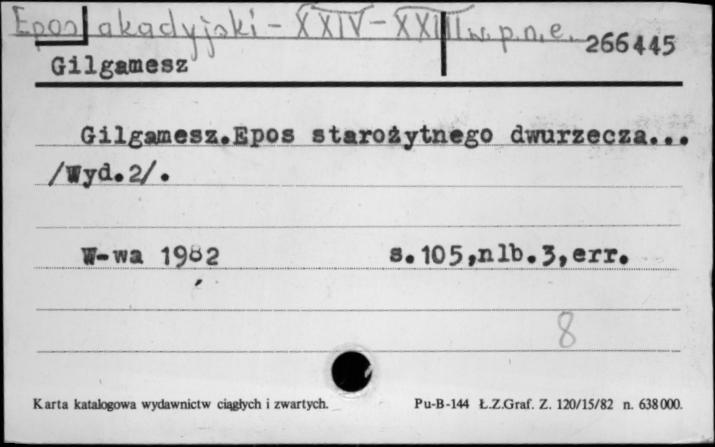 Epos akadyjski - XXIV - XXIII w. p.n.e. 266445
Gilgamesz
Gilgamesz.Epos starożytnego dwurzecza...
/Wyd.2/.
W-wa 1982 s.105,nlb.3,err.
8
Karta katalogowa wydawnictw ciągłych i zwartych. Pu-B-144 Ł.Z.Graf. Z. 120/15/82 n. 638000.